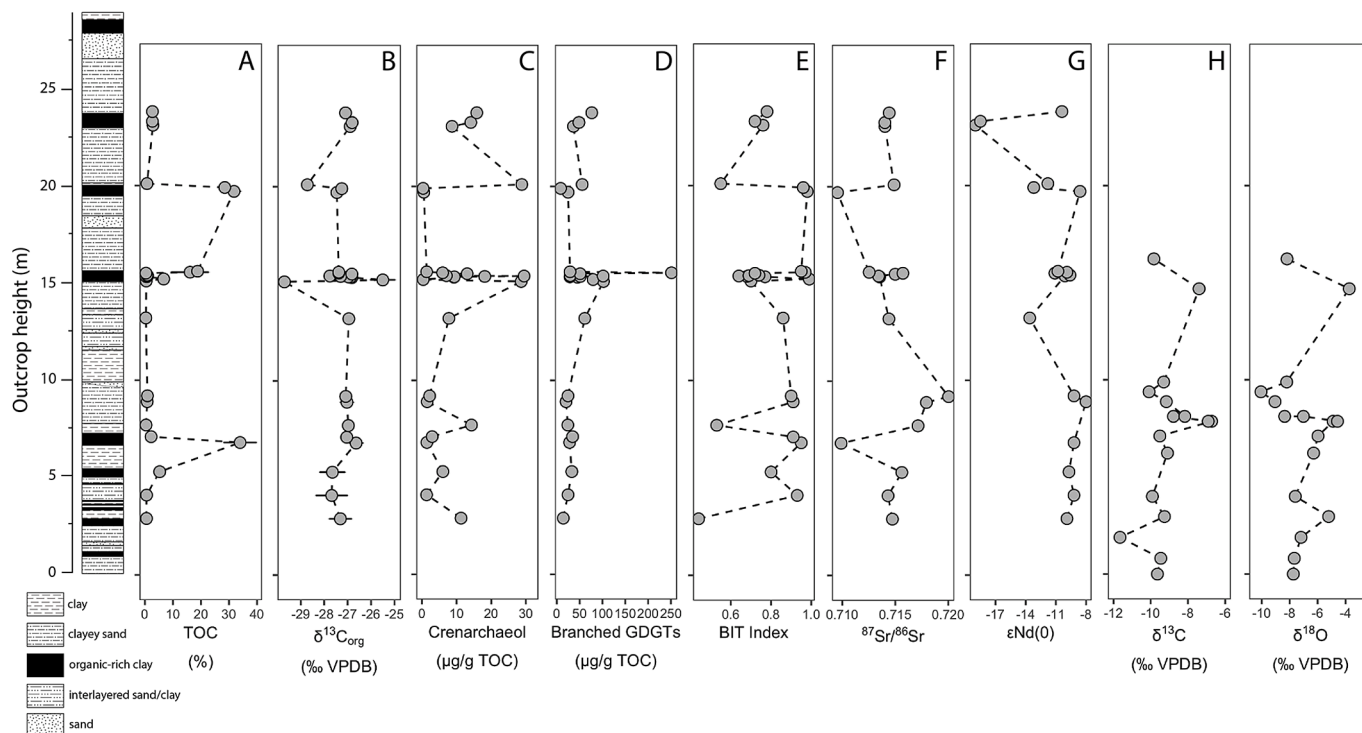 A B C D E F G H
25
20
15
10
5
0
Outcrop height (m)
0 10 20 30 40
-29 -28 -27 -26 -25
0 10 20 30
0 50 100 150 200 250
0.6 0.8 1.0
0.710 0.715 0.720
-17 -14 -11 -8
-12 -10 -8 -6
-10 -8 -6 -4
TOC
(%)
δ¹³Corg
(‰ VPDB)
Crenarchaeol
(µg/g TOC)
Branched GDGTs
(µg/g TOC)
BIT Index
⁸⁷Sr/⁸⁶Sr
εNd(0)
δ¹³C
(‰ VPDB)
δ¹⁸O
(‰ VPDB)
clay
clayey sand
organic-rich clay
interlayered sand/clay
sand